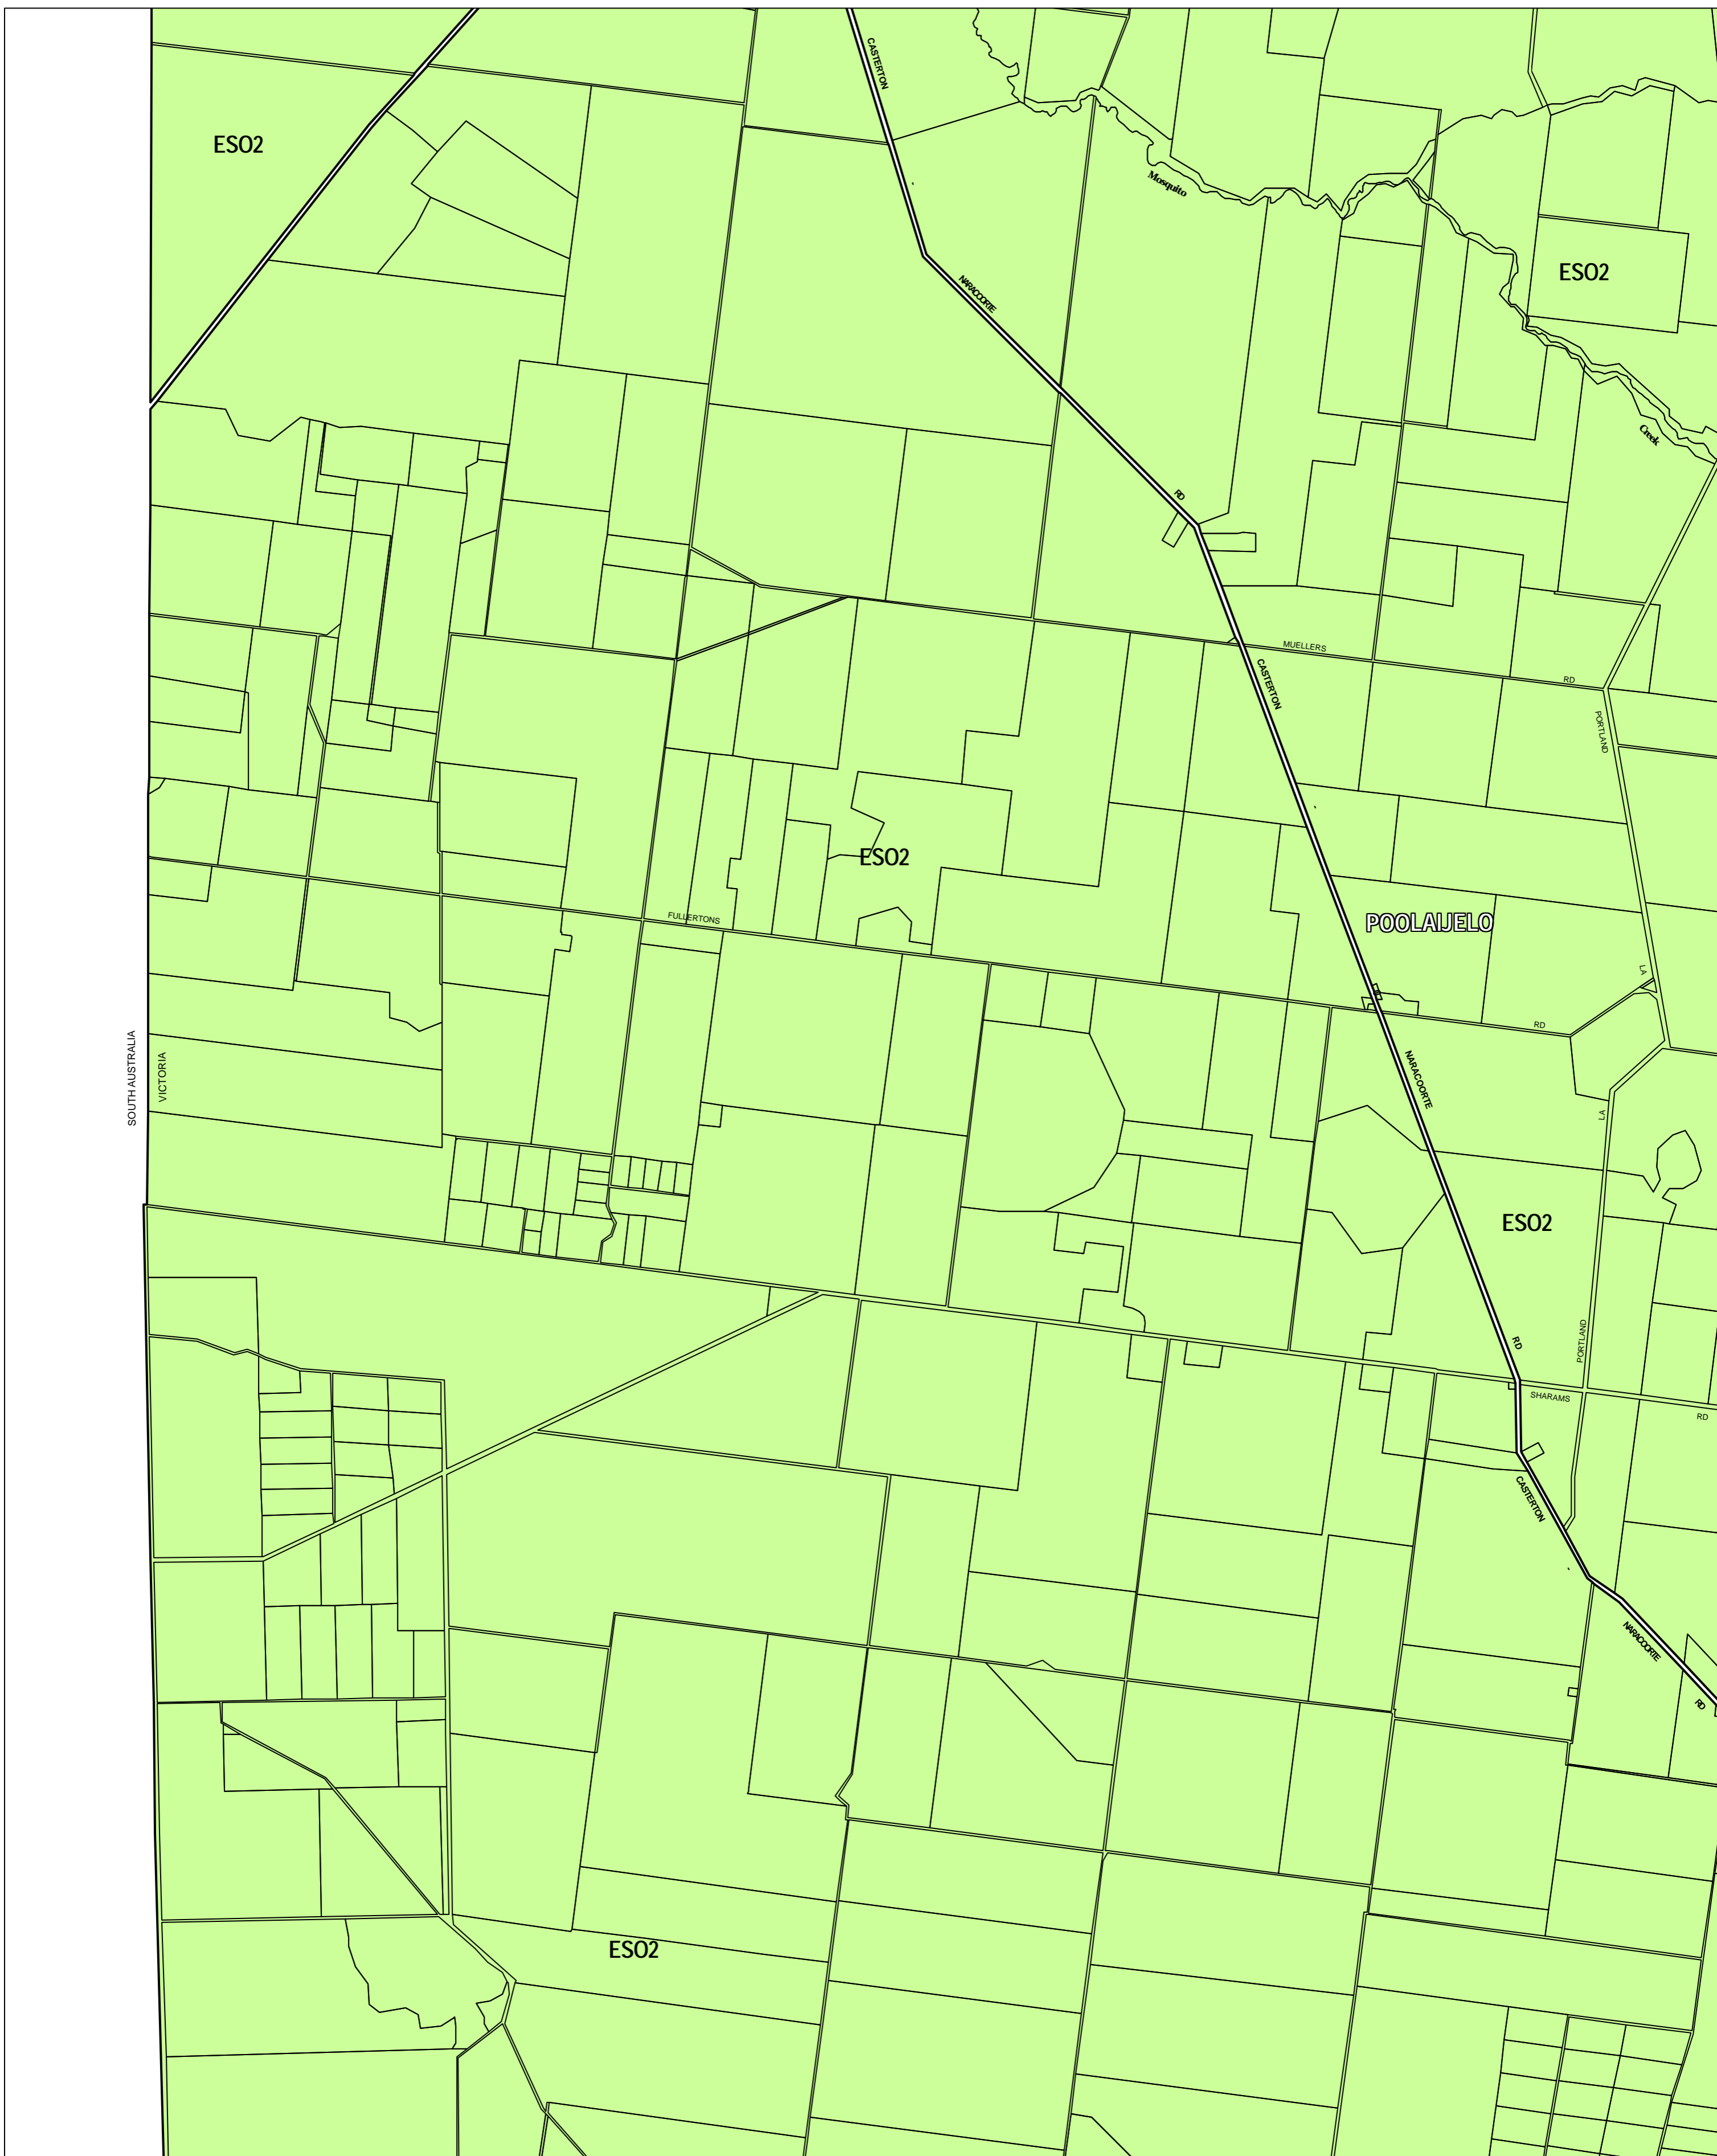 CASTERTON
ESO2
Mosquito
ESO2
NARACOORTE
Creek
RD
MUELLERS
RD
CASTERTON
PORTLAND
ESO2
FULLERTONS
POOLAIJELO
LA
RD
SOUTH AUSTRALIA
VICTORIA
NARACOORTE
LA
ESO2
RD
PORTLAND
SHARAMS
RD
CASTERTON
NARACOORTE
RD
ESO2